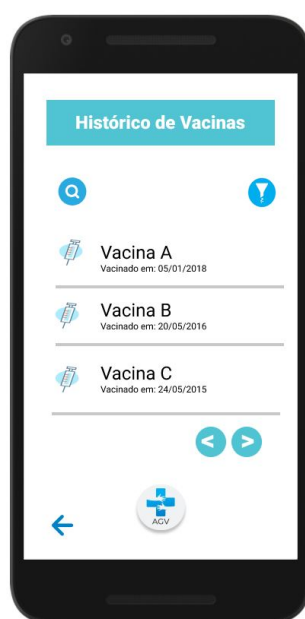 Histórico de Vacinas
Vacina A
Vacinado em: 05/01/2018
Vacina B
Vacinado em: 20/05/2016
Vacina C
Vacinado em: 24/05/2015
< >
AGV